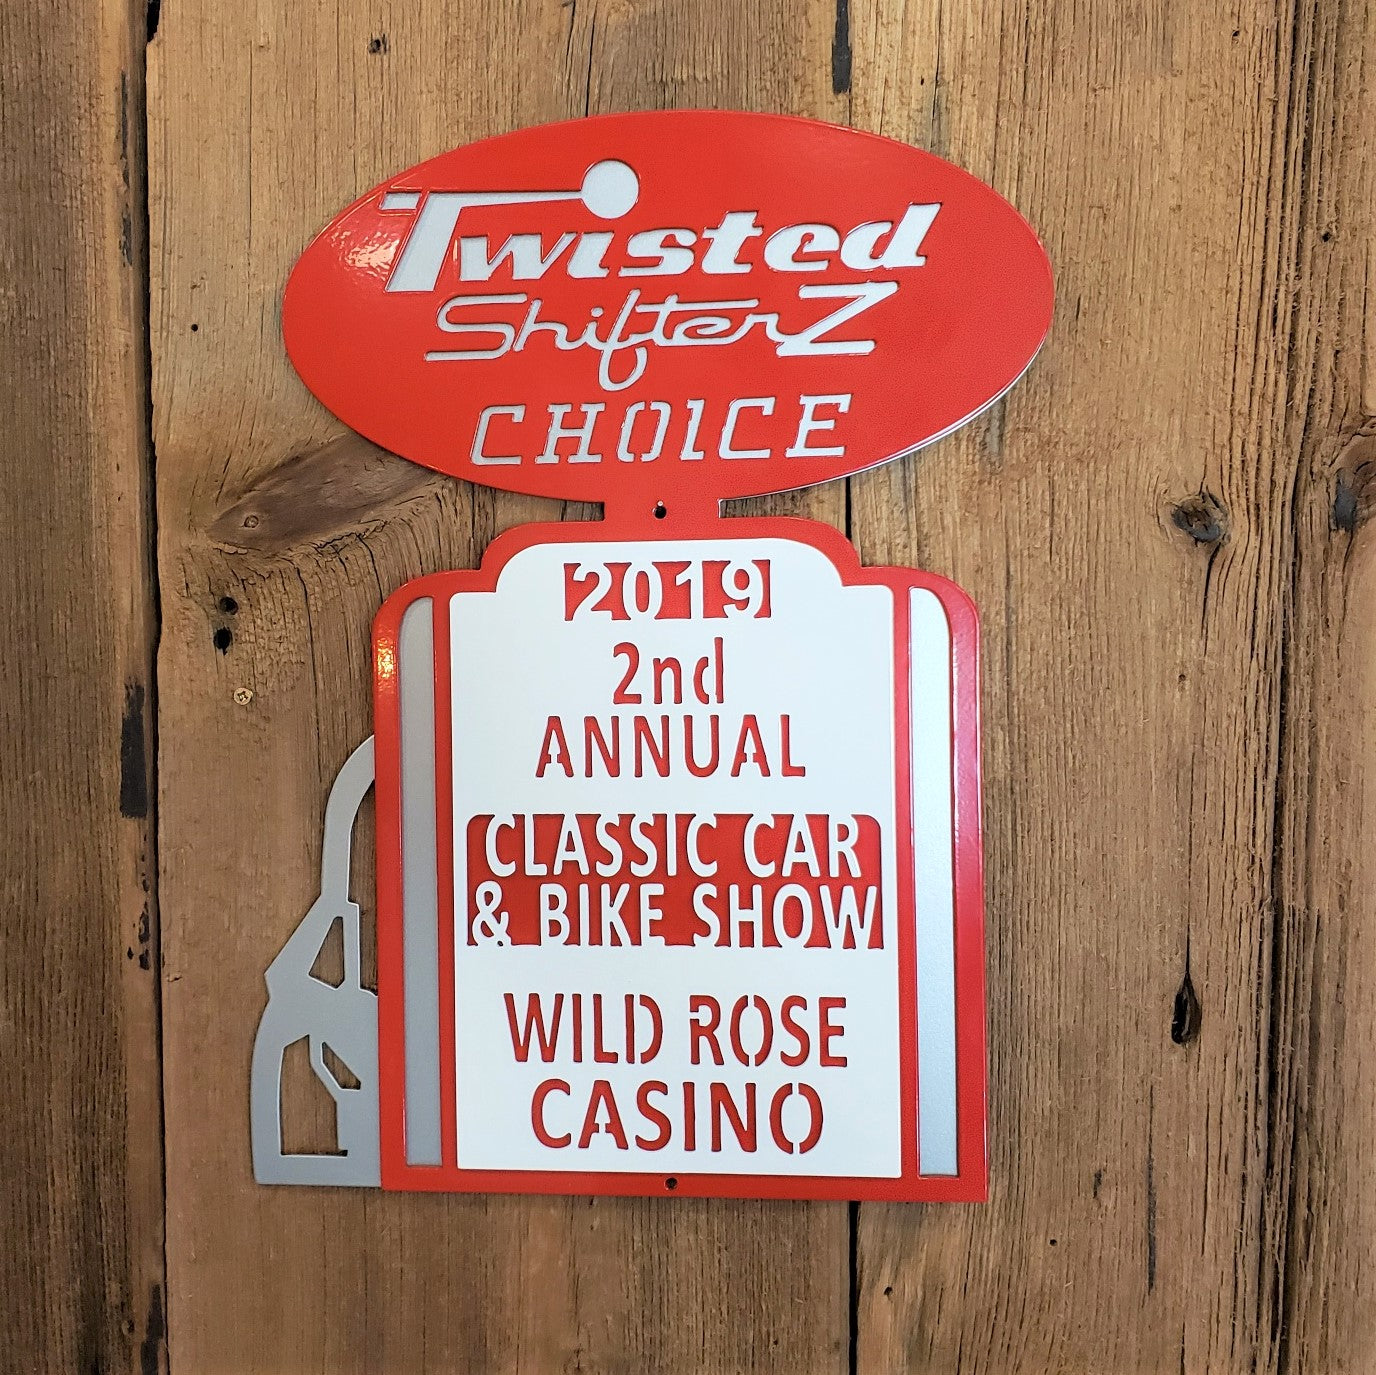 Twisted
ShifterZ
CHOICE
2019
2nd
ANNUAL
CLASSIC CAR
& BIKE SHOW
WILD ROSE
CASINO